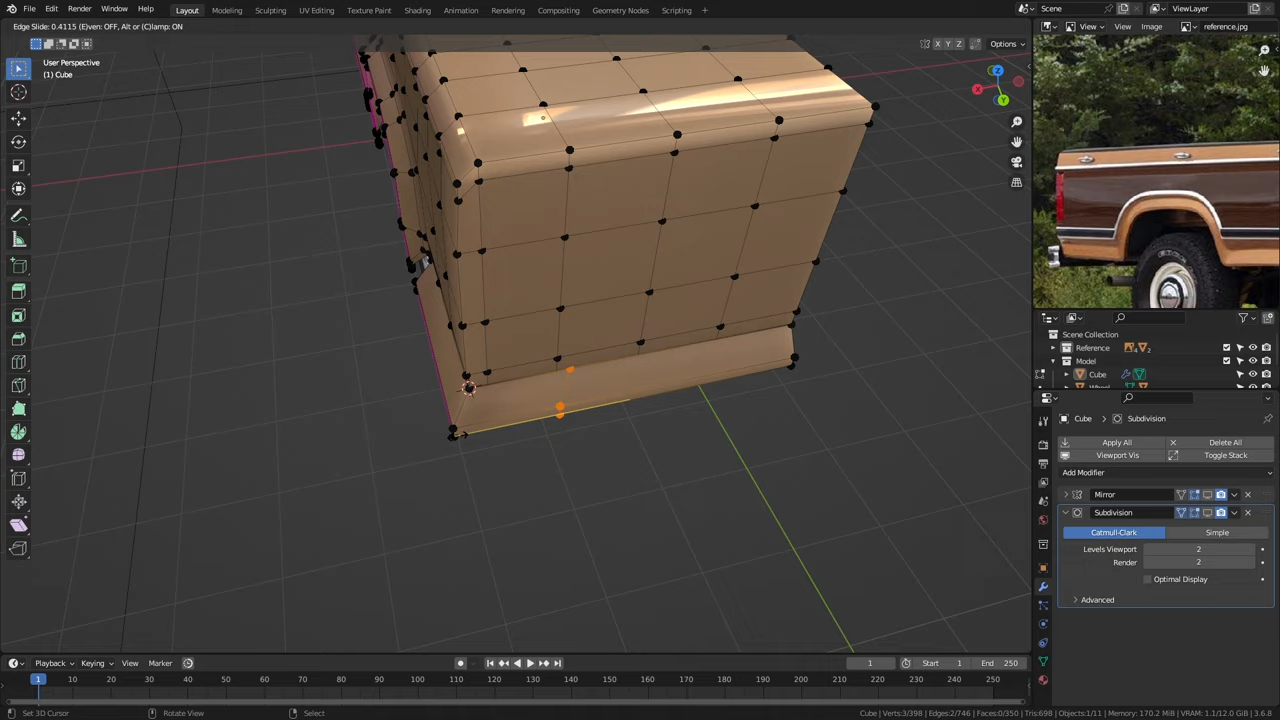 File Edit Render Window Help Layout Modeling Sculpting UV Editing Texture Paint Shading Animation Rendering Compositing Geometry Nodes Scripting + Scene ViewLayer
Edge Slide: 0.4115 (E)ven: OFF, Alt or (C)lamp: ON
View View Image reference.jpg
X Y Z Options
User Perspective
(1) Cube
Z
X
Y
Scene Collection
Reference 4 2
Model
Cube
Wheel
Cube > Subdivision
Apply All Delete All
Viewport Vis Toggle Stack
Add Modifier
Mirror
Subdivision
Catmull-Clark Simple
Levels Viewport 2
Render 2
Optimal Display
Advanced
Playback Keying View Marker 1 Start 1 End 250
1 10 20 30 40 50 60 70 80 90 100 110 120 130 140 150 160 170 180 190 200 210 220 230 240 250
Set 3D Cursor Rotate View Select Cube | Verts:3/398 | Edges:2/746 | Faces:0/350 | Tris:698 | Objects:1/11 | Memory: 170.2 MiB | VRAM: 1.1/12.0 GiB | 3.6.8